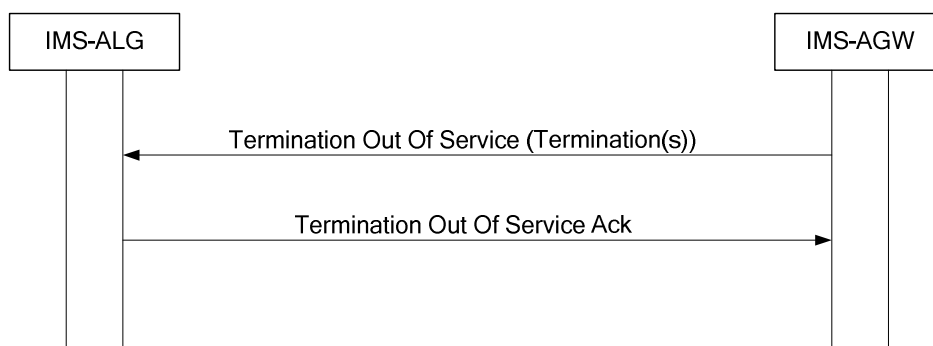 IMS-ALG
IMS-AGW
Termination Out Of Service (Termination(s))
Termination Out Of Service Ack